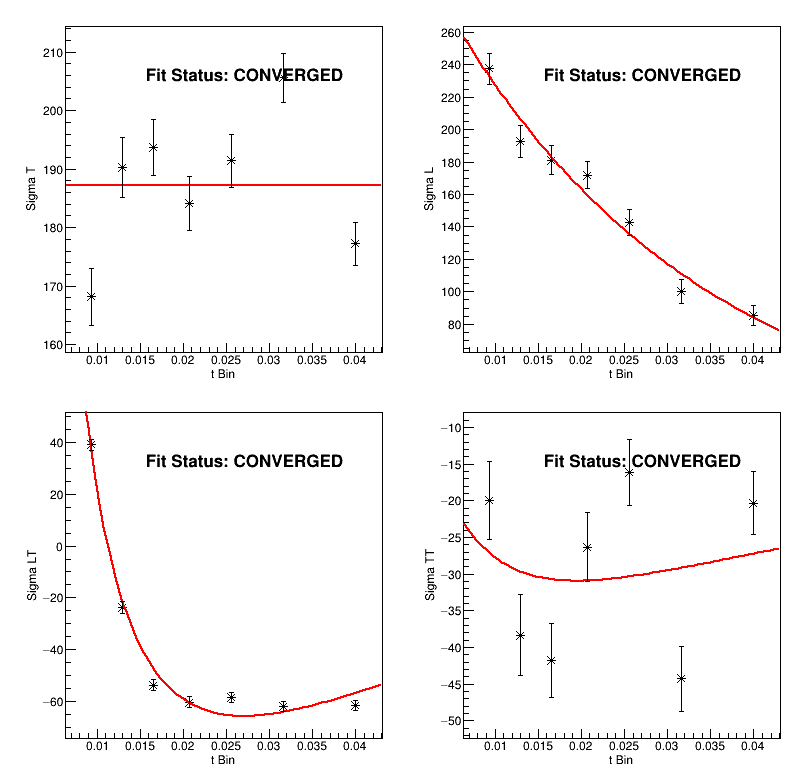 Fit Status: CONVERGED
Sigma T
210
200
190
180
170
160
0.01 0.015 0.02 0.025 0.03 0.035 0.04
t Bin
Fit Status: CONVERGED
Sigma L
260
240
220
200
180
160
140
120
100
80
0.01 0.015 0.02 0.025 0.03 0.035 0.04
t Bin
Fit Status: CONVERGED
Sigma LT
40
20
0
−20
−40
−60
0.01 0.015 0.02 0.025 0.03 0.035 0.04
t Bin
Fit Status: CONVERGED
Sigma TT
−10
−15
−20
−25
−30
−35
−40
−45
−50
0.01 0.015 0.02 0.025 0.03 0.035 0.04
t Bin